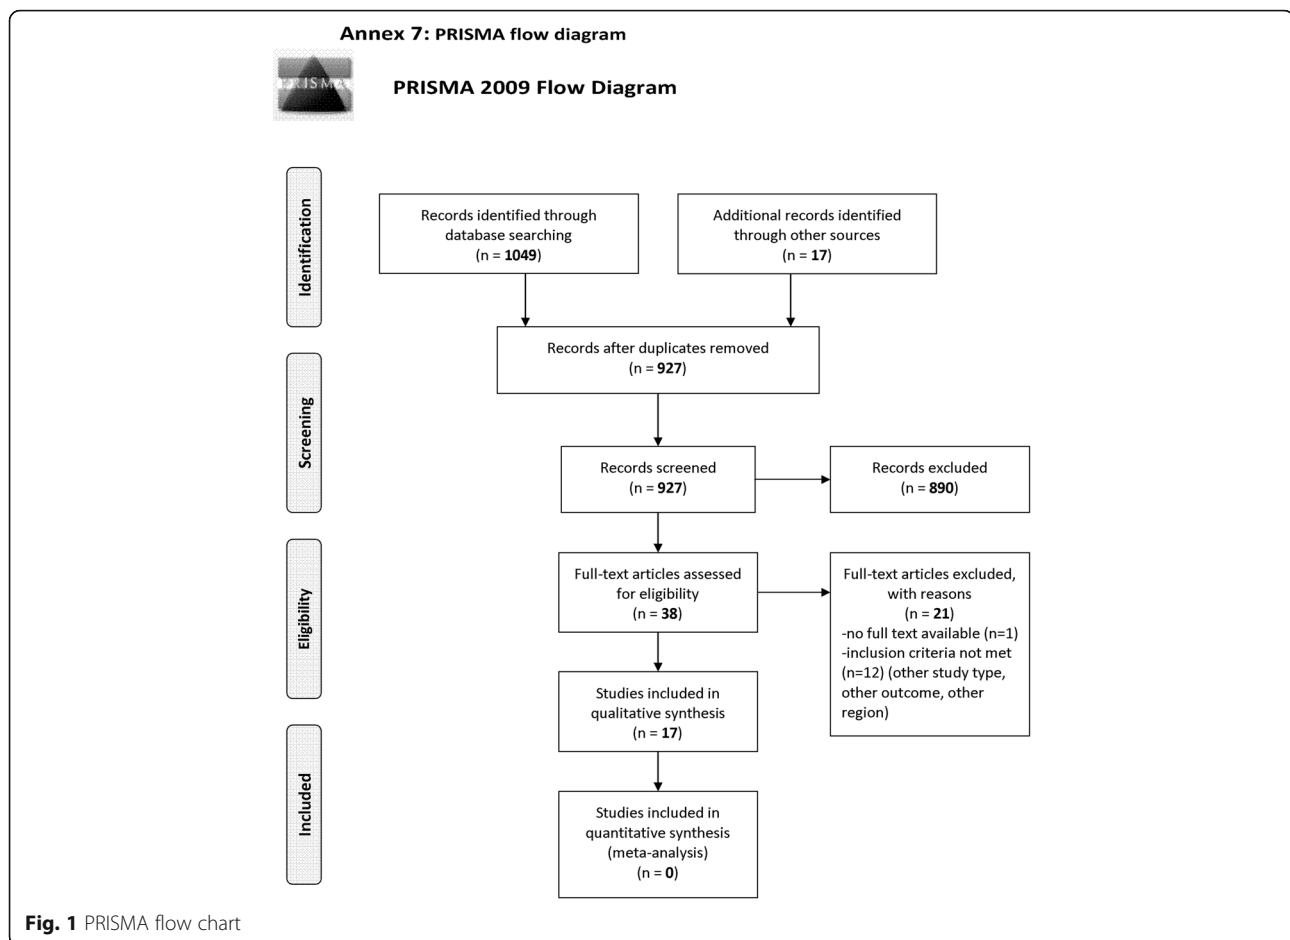 Annex 7: PRISMA flow diagram
PRISMA
PRISMA 2009 Flow Diagram
Identification
Records identified through
database searching
(n = 1049)
Additional records identified
through other sources
(n = 17)
Records after duplicates removed
(n = 927)
Screening
Records screened
(n = 927)
Records excluded
(n = 890)
Eligibility
Full-text articles assessed
for eligibility
(n = 38)
Full-text articles excluded,
with reasons
(n = 21)
-no full text available (n=1)
-inclusion criteria not met
(n=12) (other study type,
other outcome, other
region)
Studies included in
qualitative synthesis
(n = 17)
Included
Studies included in
quantitative synthesis
(meta-analysis)
(n = 0)
Fig. 1 PRISMA flow chart